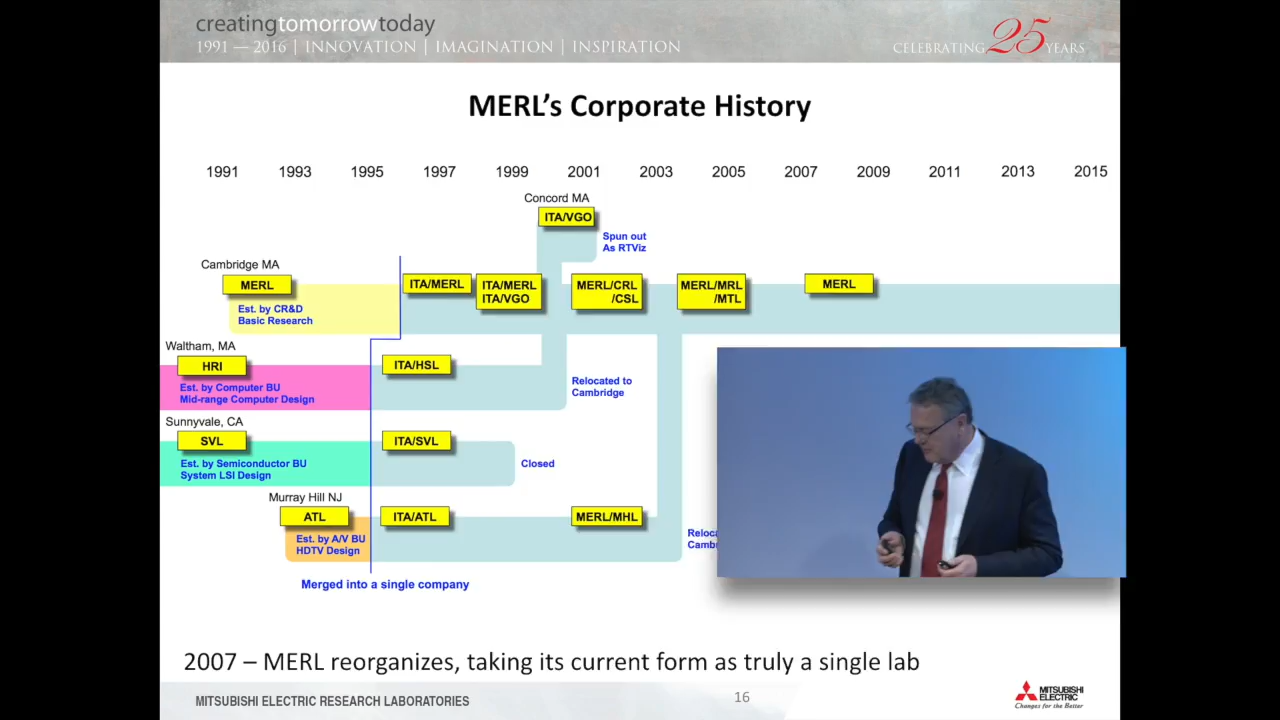 creatingtomorrowtoday
1991 — 2016 | INNOVATION | IMAGINATION | INSPIRATION
CELEBRATING 25 YEARS
MERL's Corporate History
1991 1993 1995 1997 1999 2001 2003 2005 2007 2009 2011 2013 2015
Concord MA
ITA/VGO
Spun out
As RTViz
Cambridge MA
MERL
Est. by CR&D
Basic Research
ITA/MERL
ITA/MERL
ITA/VGO
MERL/CRL
/CSL
MERL/MRL
/MTL
MERL
Waltham, MA
HRI
Est. by Computer BU
Mid-range Computer Design
ITA/HSL
Relocated to
Cambridge
Sunnyvale, CA
SVL
Est. by Semiconductor BU
System LSI Design
ITA/SVL
Closed
Murray Hill NJ
ATL
Est. by A/V BU
HDTV Design
ITA/ATL
MERL/MHL
Merged into a single company
2007 – MERL reorganizes, taking its current form as truly a single lab
MITSUBISHI ELECTRIC RESEARCH LABORATORIES
16
MITSUBISHI
ELECTRIC
Changes for the Better